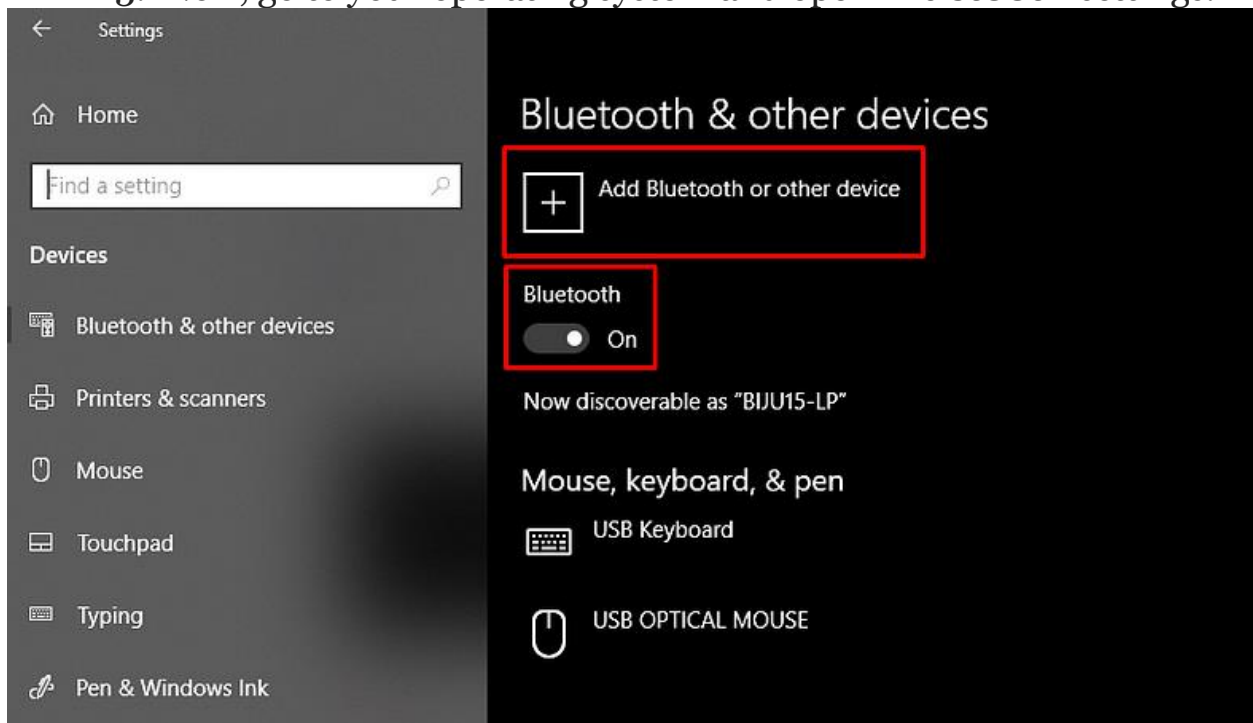 Settings
Home
Find a setting
Devices
Bluetooth & other devices
Printers & scanners
Mouse
Touchpad
Typing
Pen & Windows Ink
Bluetooth & other devices
Add Bluetooth or other device
Bluetooth
On
Now discoverable as "BIJU15-LP"
Mouse, keyboard, & pen
USB Keyboard
USB OPTICAL MOUSE